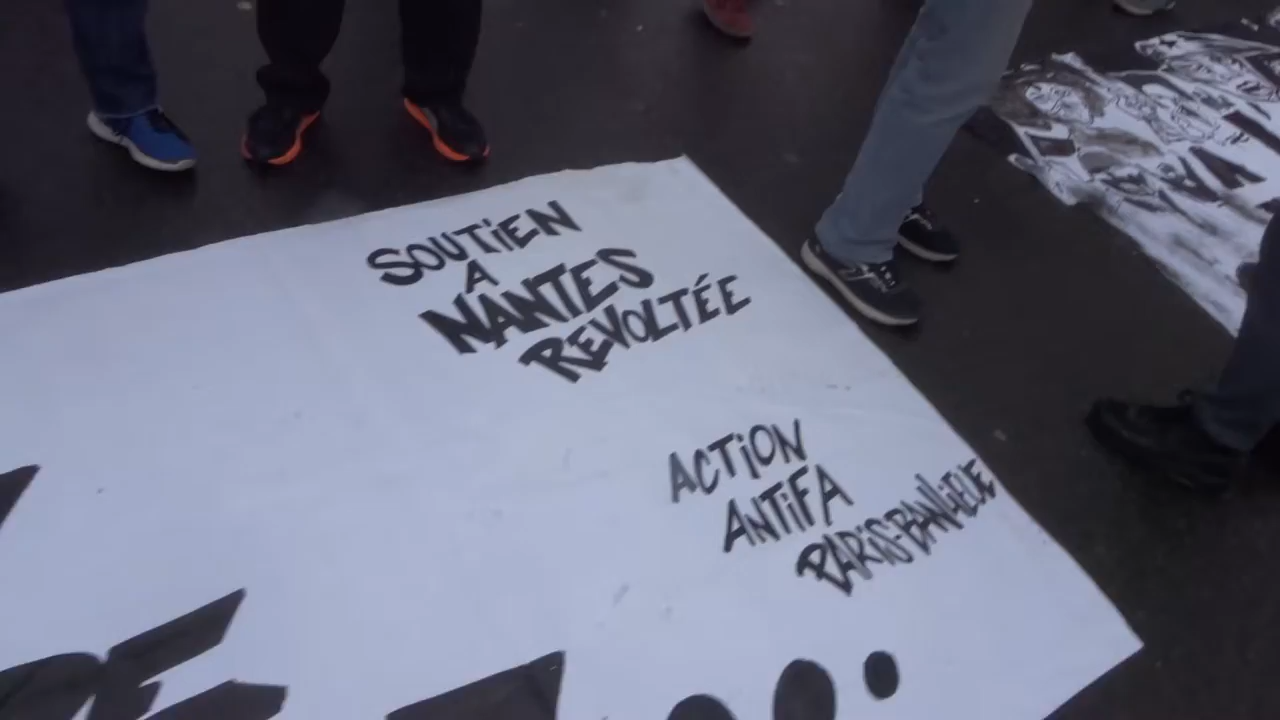 SOUTiEN
A
NANTES
REVOLTÉE
ACTiON
ANTiFA
PARiS-BANLiEUE